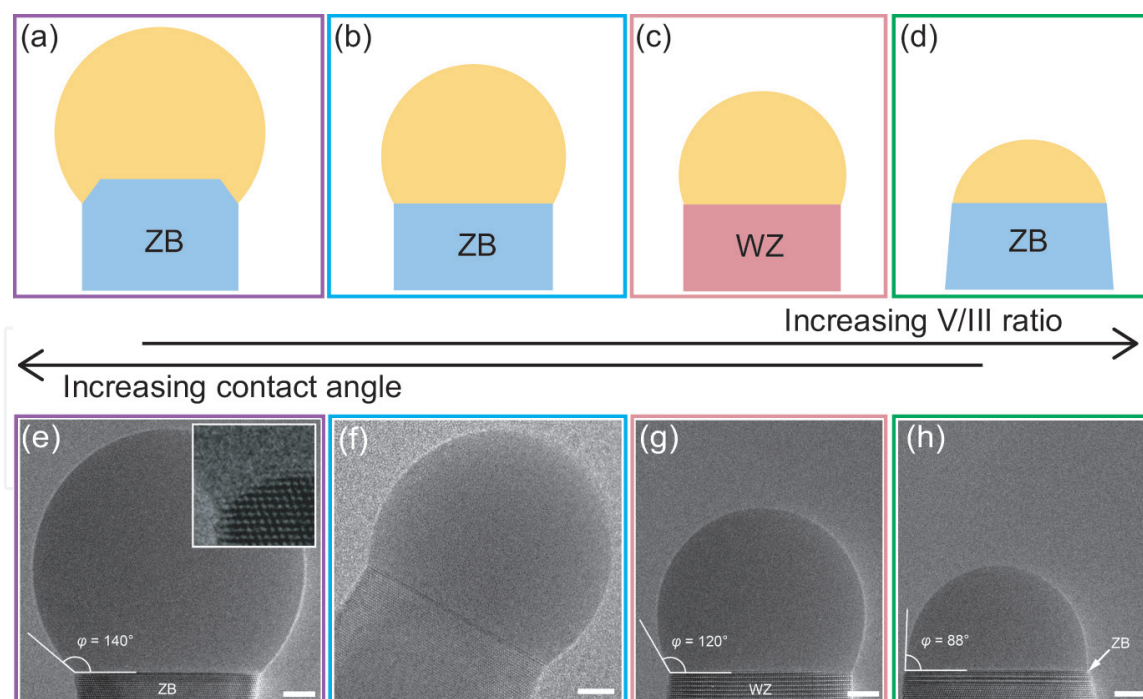 (a)
(b)
(c)
(d)
ZB
ZB
WZ
ZB
Increasing V/III ratio
Increasing contact angle
(e)
(f)
(g)
(h)
φ = 140°
φ = 120°
φ = 88°
ZB
ZB
WZ